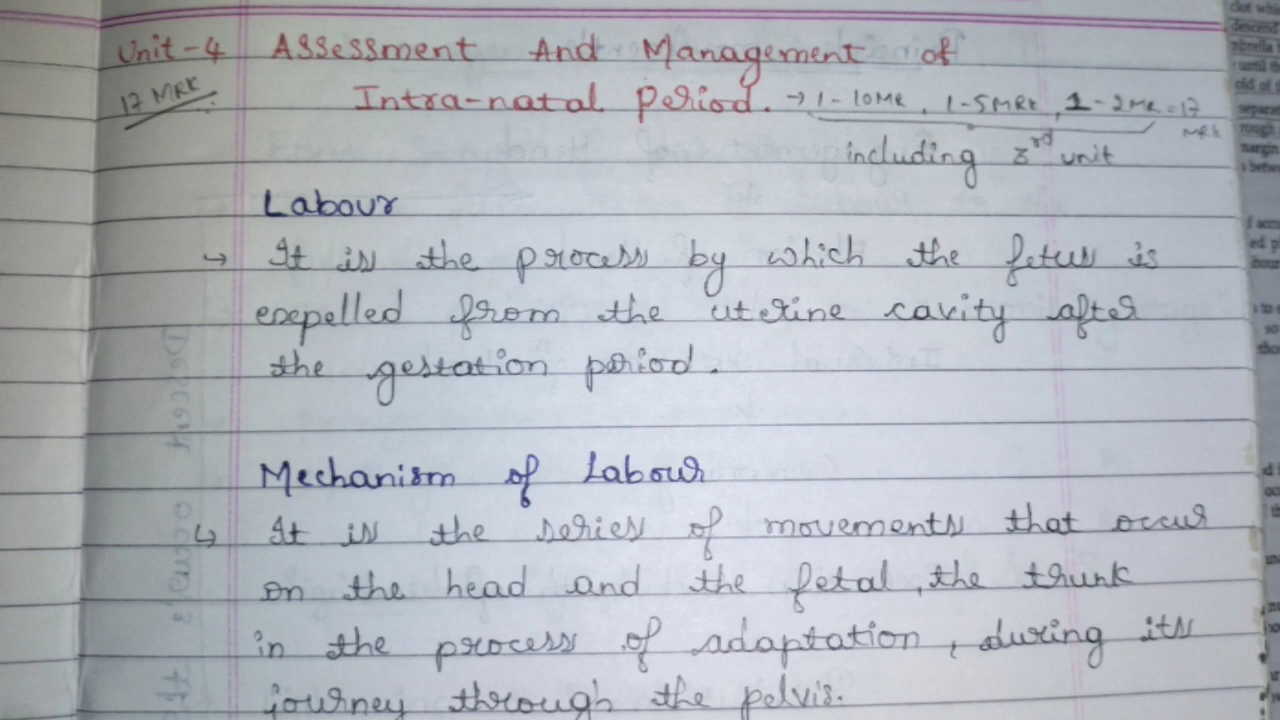 Unit-4 Assessment And Management of
17 MRK Intra-natal Period. → 1-10MR, 1-5MRK, 1-2MR=17 MRK
including 3rd unit
Labour
↪ It is the process by which the fetus is
expelled from the uterine cavity after
the gestation period.
Mechanism of Labour
↪ It is the series of movements that occur
on the head and the fetal, the trunk
in the process of adaptation, during its
journey through the pelvis.